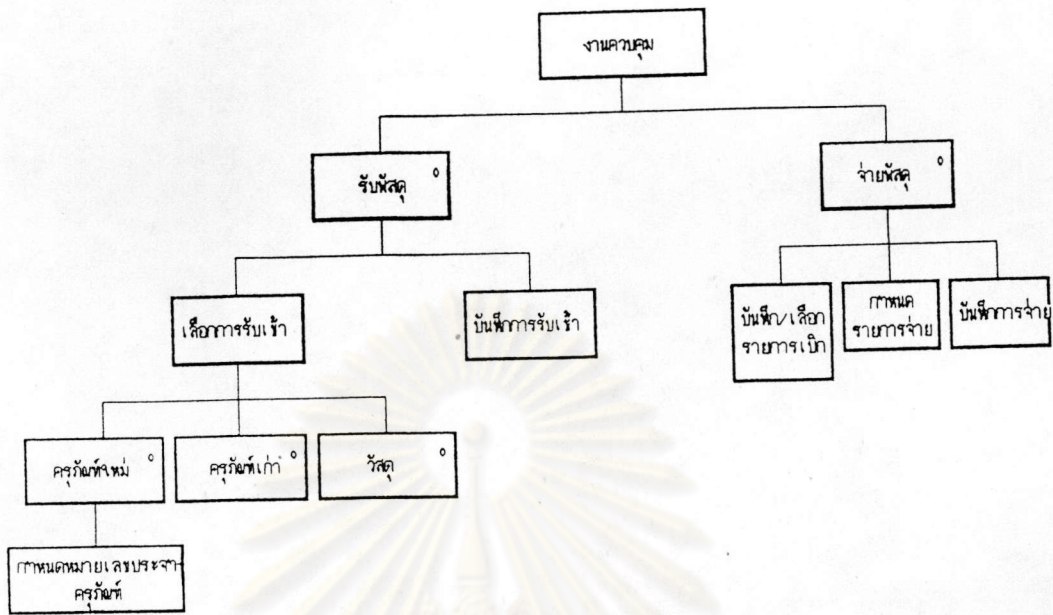 งานควบคุม
รับพัสดุ
จ่ายพัสดุ
เลือกการรับเข้า
บันทึกการรับเข้า
บันทึก/เลือก
รายการเบิก
กำหนด
รายการจ่าย
บันทึกการจ่าย
ครุภัณฑ์ใหม่
ครุภัณฑ์เก่า
วัสดุ
กำหนดหมายเลขประจำ
ครุภัณฑ์